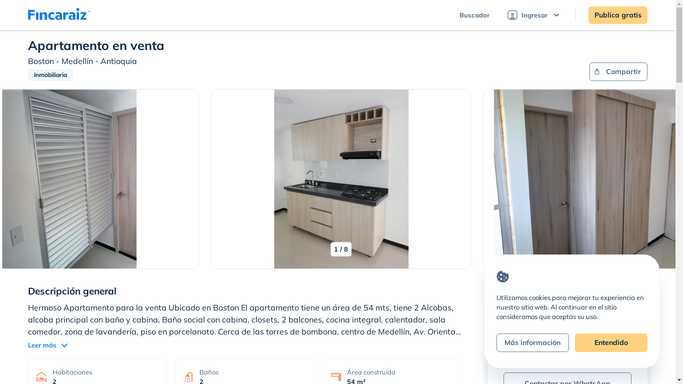 Fincaraiz
Buscador
Ingresar
Publica gratis
Apartamento en venta
Boston - Medellín - Antioquia
Inmobiliaria
Compartir
1 / 8
Descripción general
Hermoso Apartamento para la venta Ubicado en Boston El apartamento tiene un área de 54 mts, tiene 2 Alcobas,
alcoba principal con baño y cabina, Baño social con cabina, closets, 2 balcones, cocina integral, calentador, sala
comedor, zona de lavandería, piso en porcelanato. Cerca de las torres de bombona, centro de Medellín, Av. Orienta...
Leer más
Habitaciones
2
Baños
2
Área construida
54 m²
Utilizamos cookies para mejorar tu experiencia en
nuestro sitio web. Al continuar en el sitio
consideramos que aceptas su uso.
Más información
Entendido
Contactar por WhatsApp